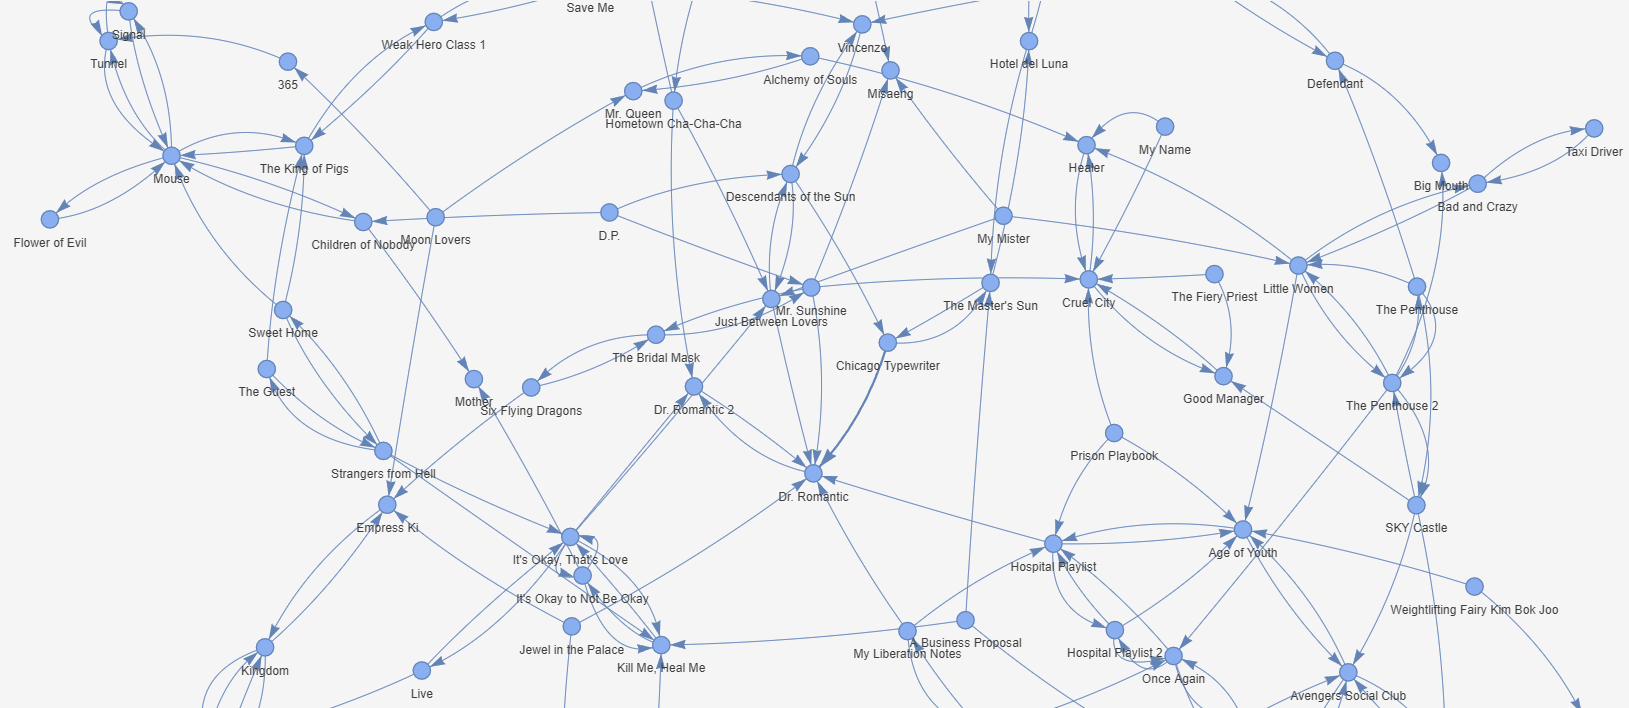 Save Me
Signal
Weak Hero Class 1
Vincenzo
Tunnel
Hotel del Luna
365
Alchemy of Souls
Defendant
Misaeng
Mr. Queen
Hometown Cha-Cha-Cha
My Name
Taxi Driver
Healer
The King of Pigs
Mouse
Big Mouth
Descendants of the Sun
Bad and Crazy
D.P.
Moon Lovers
My Mister
Flower of Evil
Children of Nobody
Little Women
The Fiery Priest
Cruel City
The Master's Sun
The Penthouse
Mr. Sunshine
Just Between Lovers
Sweet Home
The Bridal Mask
Chicago Typewriter
The Guest
Good Manager
Mother
The Penthouse 2
Six Flying Dragons
Dr. Romantic 2
Prison Playbook
Strangers from Hell
Dr. Romantic
Empress Ki
SKY Castle
Age of Youth
It's Okay, That's Love
Hospital Playlist
It's Okay to Not Be Okay
Weightlifting Fairy Kim Bok Joo
A Business Proposal
Jewel in the Palace
My Liberation Notes
Hospital Playlist 2
Kill Me, Heal Me
Kingdom
Once Again
Live
Avengers Social Club